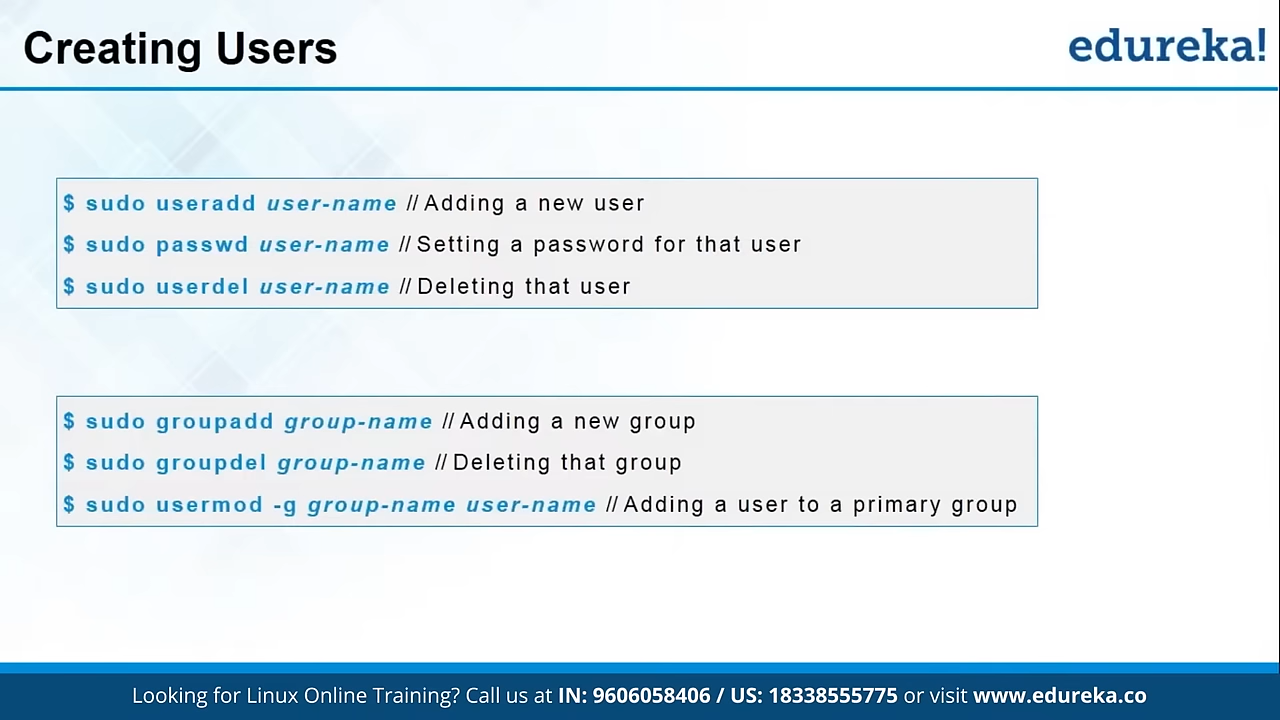 Creating Users
edureka!
$ sudo useradd user-name // Adding a new user
$ sudo passwd user-name // Setting a password for that user
$ sudo userdel user-name // Deleting that user
$ sudo groupadd group-name // Adding a new group
$ sudo groupdel group-name // Deleting that group
$ sudo usermod -g group-name user-name // Adding a user to a primary group
Looking for Linux Online Training? Call us at IN: 9606058406 / US: 18338555775 or visit www.edureka.co